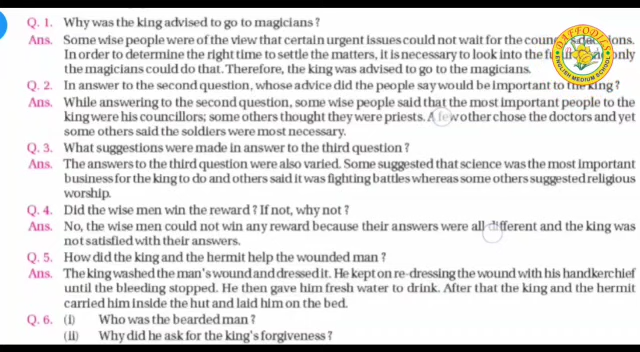 Q. 1. Why was the king advised to go to magicians?
Ans. Some wise people were of the view that certain urgent issues could not wait for the
In order to determine the right time to settle the matters, it is necessary to look into the only
the magicians could do that. Therefore, the king was advised to go to the magicians.
Q. 2. In answer to the second question, whose advice did the people say would be important to the king?
Ans. While answering to the second question, some wise people said that the most important people to the
king were his councillors; some others thought they were priests. A few other chose the doctors and yet
some others said the soldiers were most necessary.
Q. 3. What suggestions were made in answer to the third question?
Ans. The answers to the third question were also varied. Some suggested that science was the most important
business for the king to do and others said it was fighting battles whereas some others suggested religious
worship.
Q. 4. Did the wise men win the reward? If not, why not?
Ans. No, the wise men could not win any reward because their answers were all different and the king was
not satisfied with their answers.
Q. 5. How did the king and the hermit help the wounded man?
Ans. The king washed the man's wound and dressed it. He kept on re-dressing the wound with his handkerchief
until the bleeding stopped. He then gave him fresh water to drink. After that the king and the hermit
carried him inside the hut and laid him on the bed.
Q. 6. (i) Who was the bearded man?
(ii) Why did he ask for the king's forgiveness?
DAFFODILS
ENGLISH MEDIUM SCHOOL